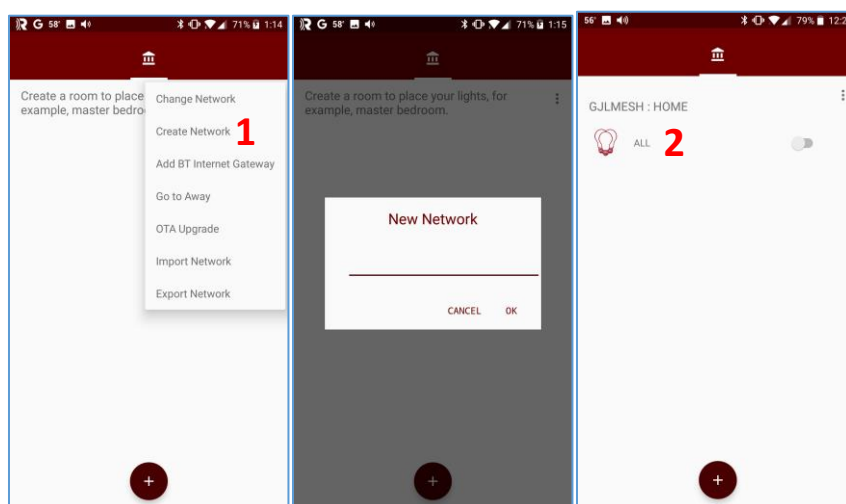 G 58° 71% 1:14
Create a room to place
example, master bedro
Change Network
Create Network 1
Add BT Internet Gateway
Go to Away
OTA Upgrade
Import Network
Export Network
+
G 58° 71% 1:15
Create a room to place your lights, for
example, master bedroom.
New Network
CANCEL OK
+
56° 79% 12:2
GJLMESH : HOME
ALL 2
+